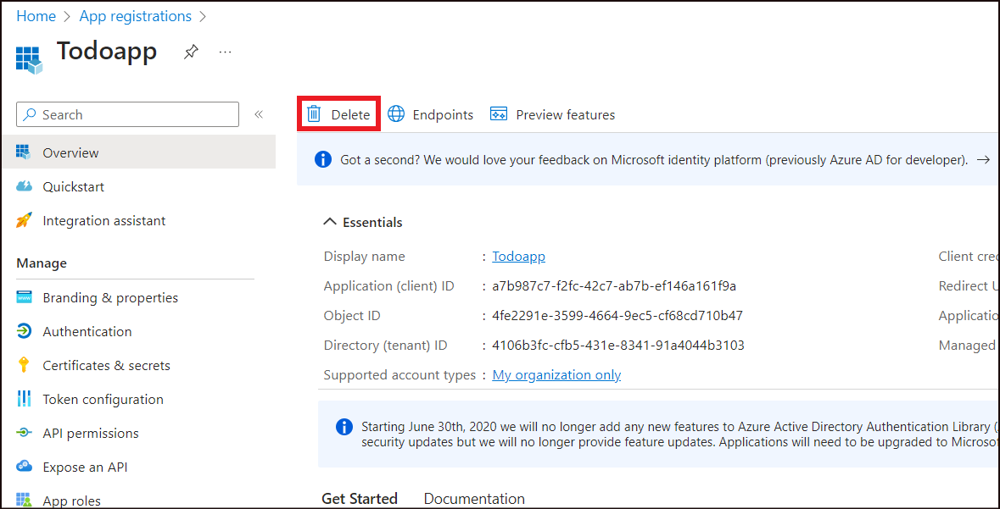 Home > App registrations >
Todoapp
...
Search
«
Delete
Endpoints
Preview features
Overview
Got a second? We would love your feedback on Microsoft identity platform (previously Azure AD for developer). →
Quickstart
Integration assistant
Essentials
Manage
Display name : Todoapp
Client cre
Application (client) ID : a7b987c7-f2fc-42c7-ab7b-ef146a161f9a
Redirect U
Branding & properties
Object ID : 4fe2291e-3599-4664-9ec5-cf68cd710b47
Applicatio
Authentication
Directory (tenant) ID : 4106b3fc-cfb5-431e-8341-91a4044b3103
Managed
Certificates & secrets
Supported account types : My organization only
Token configuration
API permissions
Starting June 30th, 2020 we will no longer add any new features to Azure Active Directory Authentication Library (
security updates but we will no longer provide feature updates. Applications will need to be upgraded to Microso
Expose an API
App roles
Get Started
Documentation